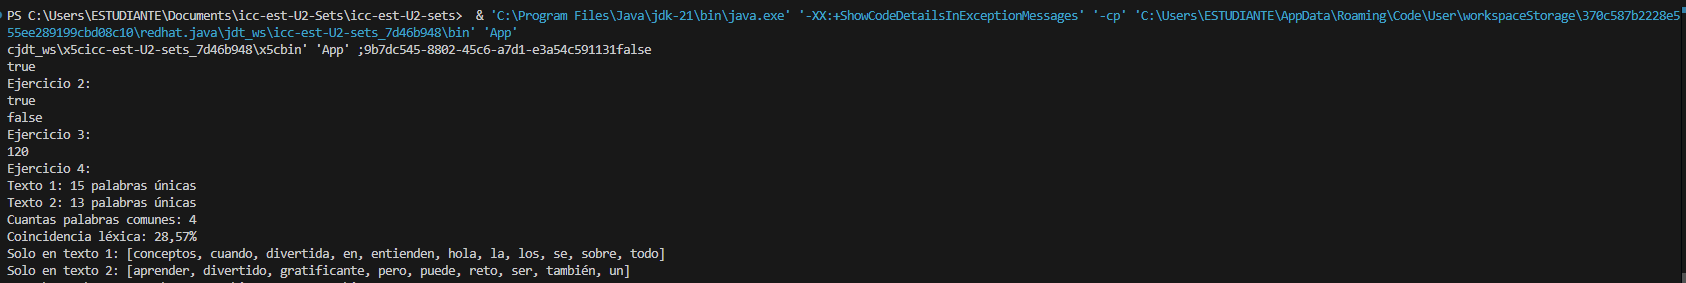 PS C:\Users\ESTUDIANTE\Documents\icc-est-U2-Sets\icc-est-U2-sets>  & 'C:\Program Files\Java\jdk-21\bin\java.exe' '-XX:+ShowCodeDetailsInExceptionMessages' '-cp' 'C:\Users\ESTUDIANTE\AppData\Roaming\Code\User\workspaceStorage\370c587b2228e5
55ee289199cbd08c10\redhat.java\jdt_ws\icc-est-U2-sets_7d46b948\bin' 'App'
cjdt_ws\x5cicc-est-U2-sets_7d46b948\x5cbin' 'App' ;9b7dc545-8802-45c6-a7d1-e3a54c591131false
true
Ejercicio 2:
true
false
Ejercicio 3:
120
Ejercicio 4:
Texto 1: 15 palabras únicas
Texto 2: 13 palabras únicas
Cuantas palabras comunes: 4
Coincidencia léxica: 28,57%
Solo en texto 1: [conceptos, cuando, divertida, en, entienden, hola, la, los, se, sobre, todo]
Solo en texto 2: [aprender, divertido, gratificante, pero, puede, reto, ser, también, un]